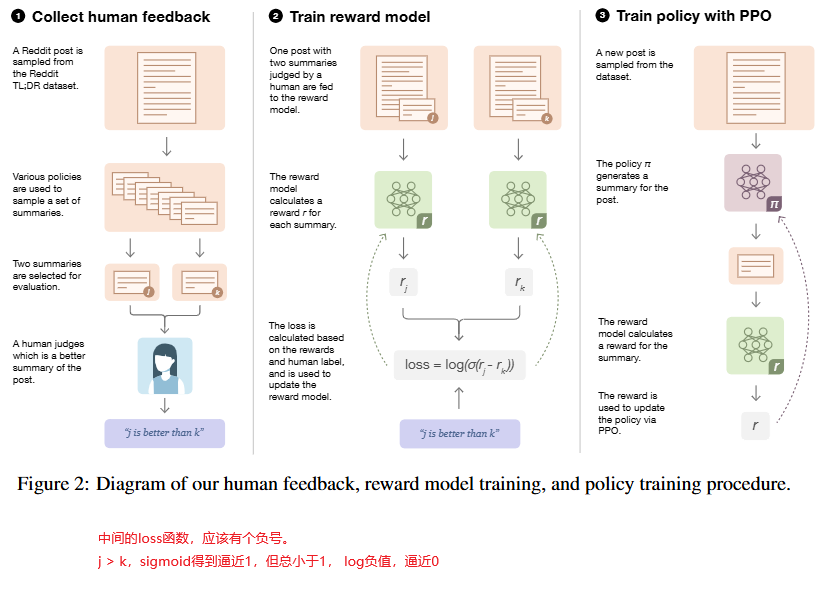 1 Collect human feedback
A Reddit post is
sampled from
the Reddit
TL;DR dataset.
Various policies
are used to
sample a set of
summaries.
Two summaries
are selected for
evaluation.
j
k
A human judges
which is a better
summary of the
post.
“j is better than k”
2 Train reward model
One post with
two summaries
judged by a
human are fed
to the reward
model.
j
k
The reward
model
calculates a
reward r for
each summary.
r
r
rj
rk
The loss is
calculated based
on the rewards
and human label,
and is used to
update the
reward model.
loss = log(σ(rj - rk))
“j is better than k”
3 Train policy with PPO
A new post is
sampled from the
dataset.
The policy π
generates a
summary for the
post.
π
The reward
model calculates
a reward for the
summary.
r
The reward is
used to update
the policy via
PPO.
r
Figure 2: Diagram of our human feedback, reward model training, and policy training procedure.
中间的loss函数，应该有个负号。
j > k，sigmoid得到逼近1，但总小于1， log负值，逼近0